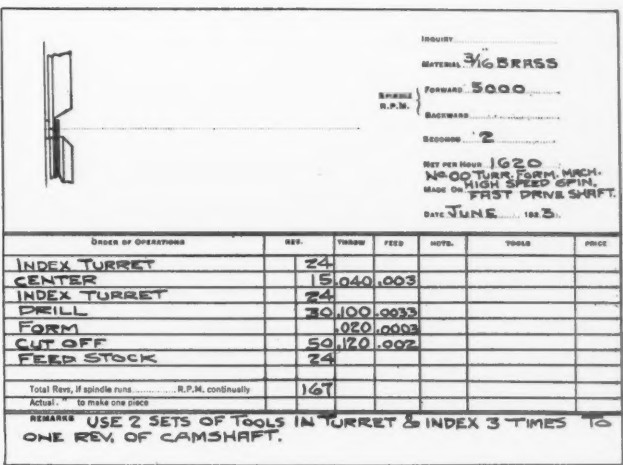 INQUIRY
MATERIAL 3/16" BRASS
SPINDLE R.P.M.
FORWARD 5000
BACKWARD
SECONDS 2
NET PER HOUR 1620
MADE ON No 00 TURR. FORM. MACH.
HIGH SPEED SPIN.
FAST DRIVE SHAFT.
DATE JUNE 192 3.
ORDER OF OPERATIONS REV. THROW FEED HOTS. TOOLS PRICE
INDEX TURRET 24
CENTER 15 .040 .003
INDEX TURRET 24
DRILL 30 .100 .0033
FORM .020 .0003
CUT OFF 50 .120 .002
FEED STOCK 24
Total Revs, if spindle runs R.P.M. continually 167
Actual " to make one piece
REMARKS USE 2 SETS OF TOOLS IN TURRET & INDEX 3 TIMES TO
ONE REV. OF CAMSHAFT.